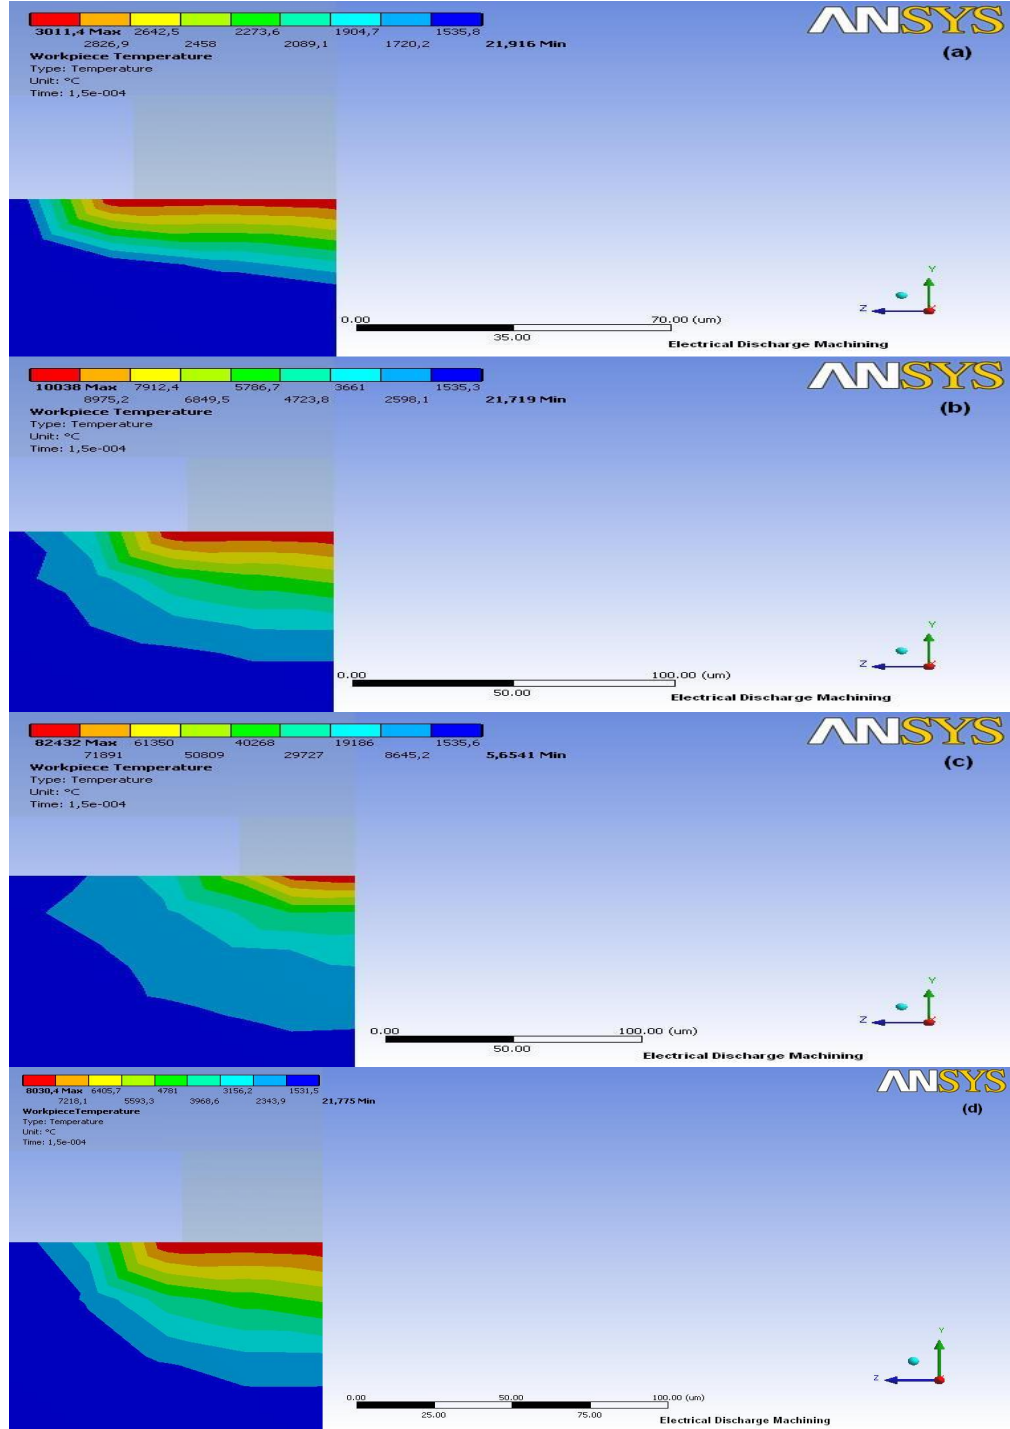 ANSYS
(a)
3011,4 Max 2642,5 2273,6 1904,7 1535,8
2826,9 2458 2089,1 1720,2 21,916 Min
Workpiece Temperature
Type: Temperature
Unit: °C
Time: 1,5e-004
Y
Z
0.00 70.00 (um)
35.00
Electrical Discharge Machining
ANSYS
(b)
10038 Max 7912,4 5786,7 3661 1535,3
8975,2 6849,5 4723,8 2598,1 21,719 Min
Workpiece Temperature
Type: Temperature
Unit: °C
Time: 1,5e-004
Y
Z
0.00 100.00 (um)
50.00
Electrical Discharge Machining
ANSYS
(c)
82432 Max 61350 40268 19186 1535,6
71891 50809 29727 8645,2 5,6541 Min
Workpiece Temperature
Type: Temperature
Unit: °C
Time: 1,5e-004
Y
Z
0.00 100.00 (um)
50.00
Electrical Discharge Machining
ANSYS
(d)
8030,4 Max 6405,7 4781 3156,2 1531,5
7218,1 5593,3 3968,6 2343,9 21,775 Min
WorkpieceTemperature
Type: Temperature
Unit: °C
Time: 1,5e-004
Y
Z
0.00 50.00 100.00 (um)
25.00 75.00
Electrical Discharge Machining